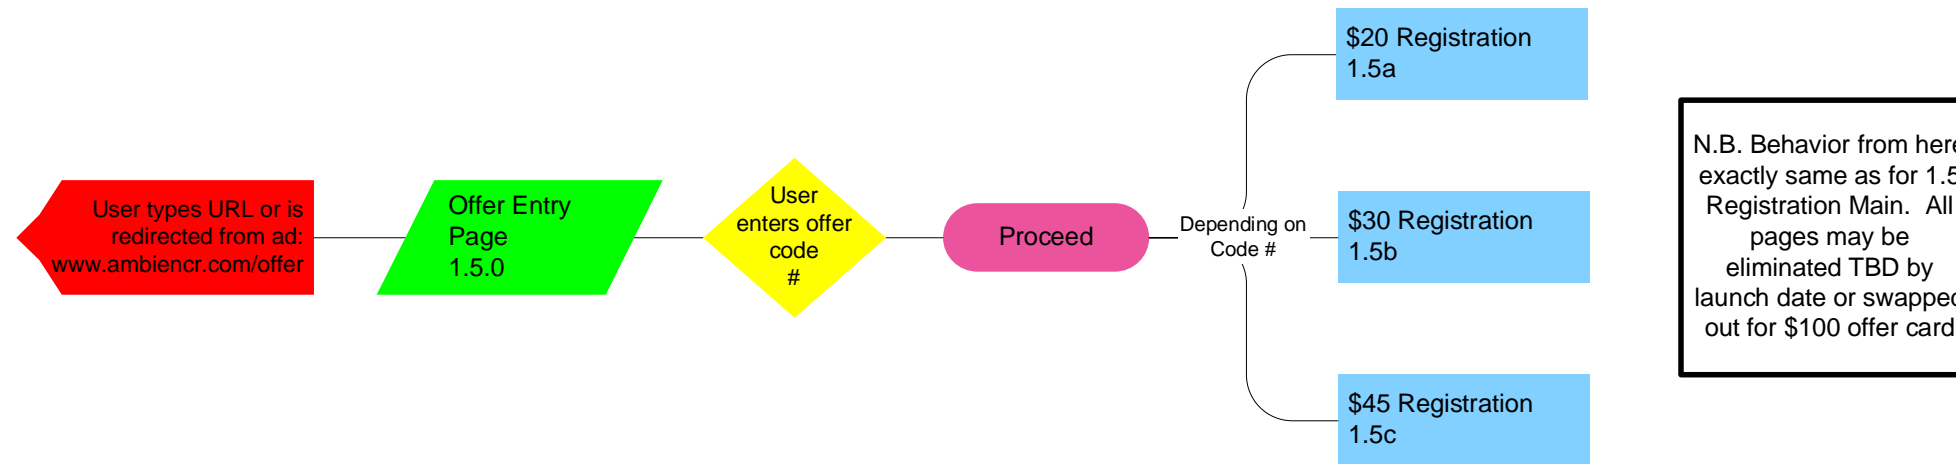 User types URL or is
redirected from ad:
www.ambiencr.com/offer
Offer Entry
Page
1.5.0
User
enters offer
code
#
Proceed
Depending on
Code #
$20 Registration
1.5a
$30 Registration
1.5b
$45 Registration
1.5c
N.B. Behavior from here
exactly same as for 1.5
Registration Main. All
pages may be
eliminated TBD by
launch date or swapped
out for $100 offer card